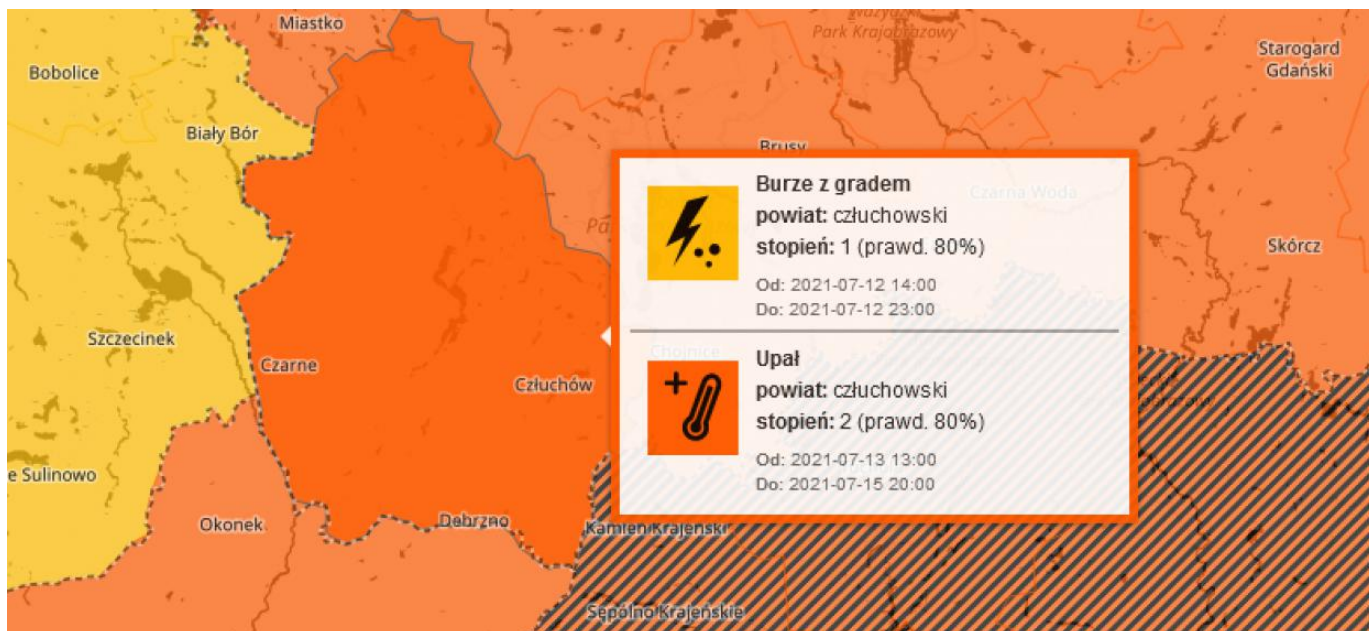 Miastko
Park Krajobrazowy
Starogard
Gdański
Bobolice
Biały Bór
Brusy
Burze z gradem
powiat: człuchowski
stopień: 1 (prawd. 80%)
Od: 2021-07-12 14:00
Do: 2021-07-12 23:00
Czarna Woda
Skórcz
Pa
Szczecinek
Czarne
Człuchów
Chojnice
Upał
powiat: człuchowski
stopień: 2 (prawd. 80%)
Od: 2021-07-13 13:00
Do: 2021-07-15 20:00
e Sulinowo
Okonek
Debrzno
Kamień Krajeński
Sępólno Krajeńskie